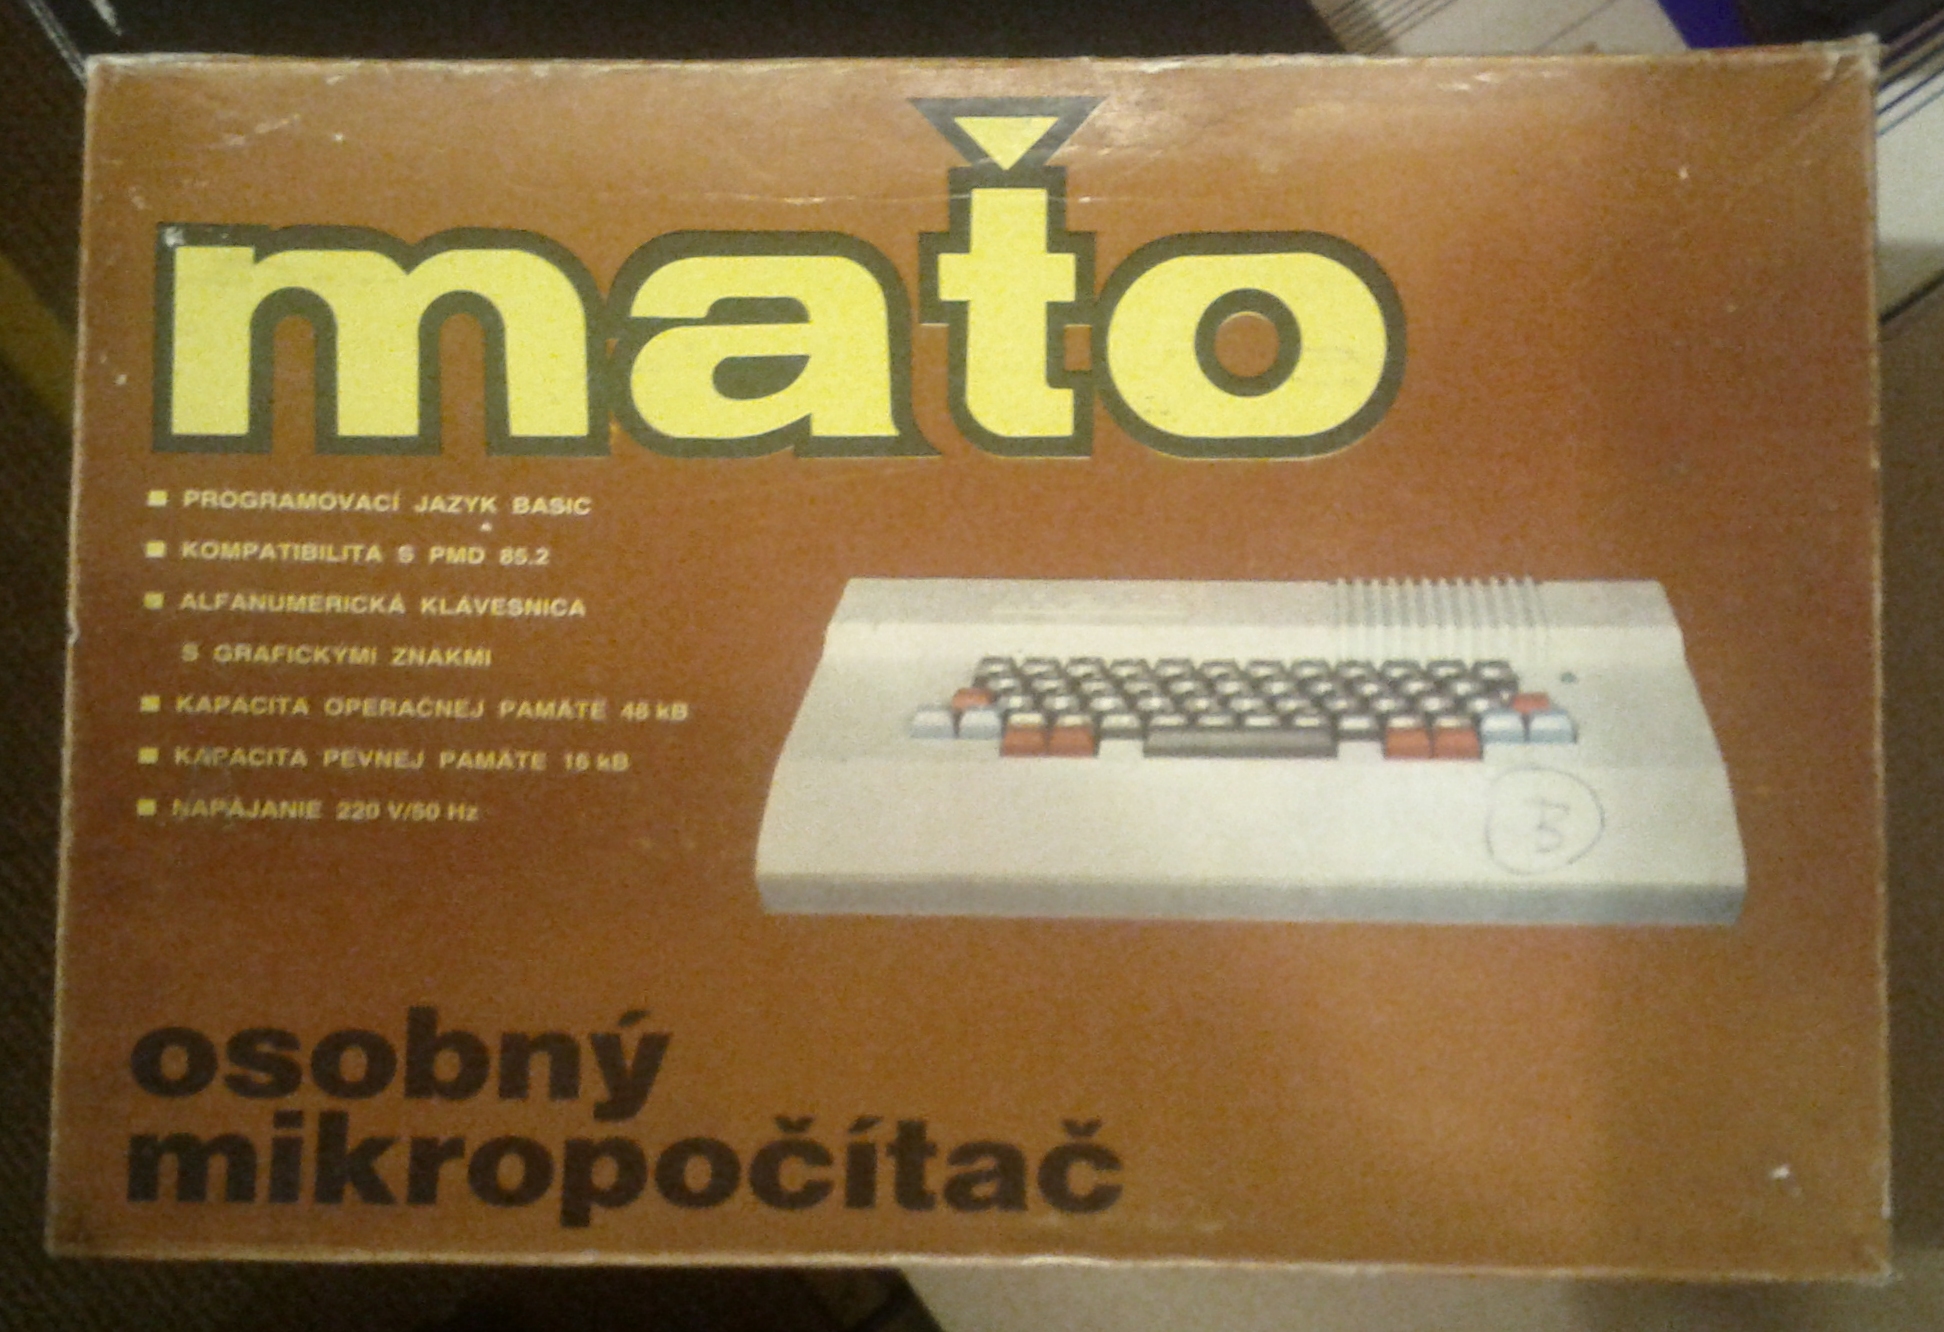 maťo
PROGRAMOVACÍ JAZYK BASIC
KOMPATIBILITA S PMD 85.2
ALFANUMERICKÁ KLÁVESNICA
S GRAFICKÝMI ZNAKMI
KAPACITA OPERAČNEJ PAMÄTE 48 kB
KAPACITA PEVNEJ PAMÄTE 16 kB
NAPÁJANIE 220 V/50 Hz
osobný
mikropočítač